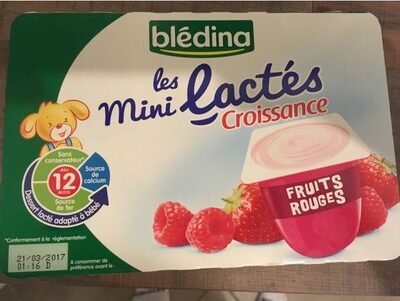 blédina
les
Mini lactés
Croissance
Sans
conservateur*
Source
de calcium
dès
12
mois
Source
de fer
Dessert lacté adapté à bébé
FRUITS
ROUGES
*Conformément à la réglementation
21/03/2017
01:16 D
A consommer de
préférence avant le :